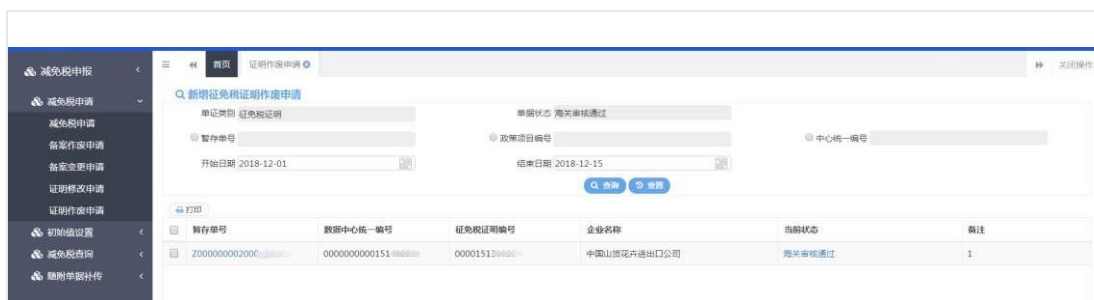 减免税申报
首页 证明作废申请
关闭操作
减免税申请
减免税申请
备案作废申请
备案变更申请
证明修改申请
证明作废申请
初始值设置
减免税查询
随附单据补传
新增征免税证明作废申请
单证类别 征免税证明 单据状态 海关审核通过
暂存单号 政策项目编号 中心统一编号
开始日期 2018-12-01 结束日期 2018-12-15
查询 重置
打印
暂存单号 数据中心统一编号 征免税证明编号 企业名称 当前状态 备注
Z000000002000 0000000000151 00001513 中国山货花卉进出口公司 海关审核通过 1